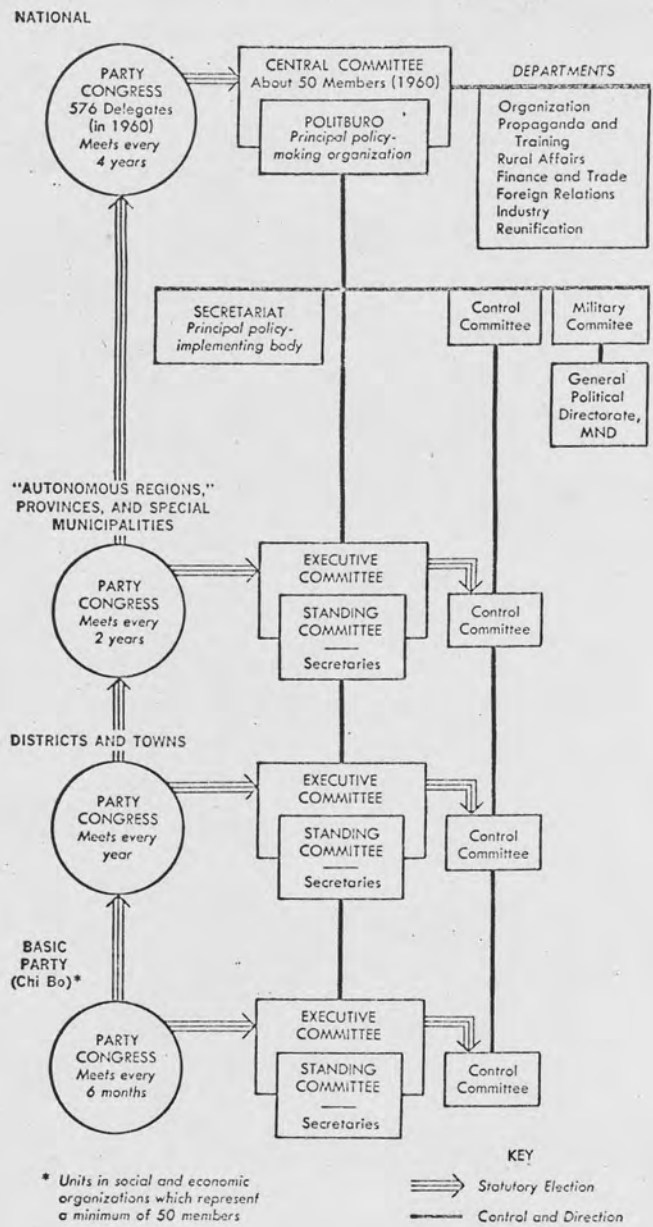 NATIONAL
PARTY
CONGRESS
576 Delegates
(in 1960)
Meets every
4 years
CENTRAL COMMITTEE
About 50 Members (1960)
POLITBURO
Principal policy-
making organization
DEPARTMENTS
Organization
Propaganda and
Training
Rural Affairs
Finance and Trade
Foreign Relations
Industry
Reunification
SECRETARIAT
Principal policy-
implementing body
Control
Committee
Military
Commitee
General
Political
Directorate,
MND
"AUTONOMOUS REGIONS,"
PROVINCES, AND SPECIAL
MUNICIPALITIES
PARTY
CONGRESS
Meets every
2 years
EXECUTIVE
COMMITTEE
STANDING
COMMITTEE
Secretaries
Control
Committee
DISTRICTS AND TOWNS
PARTY
CONGRESS
Meets every
year
EXECUTIVE
COMMITTEE
STANDING
COMMITTEE
Secretaries
Control
Committee
BASIC
PARTY
(Chi Bo)*
PARTY
CONGRESS
Meets every
6 months
EXECUTIVE
COMMITTEE
STANDING
COMMITTEE
Secretaries
Control
Committee
* Units in social and economic
organizations which represent
a minimum of 50 members
KEY
Statutory Election
Control and Direction